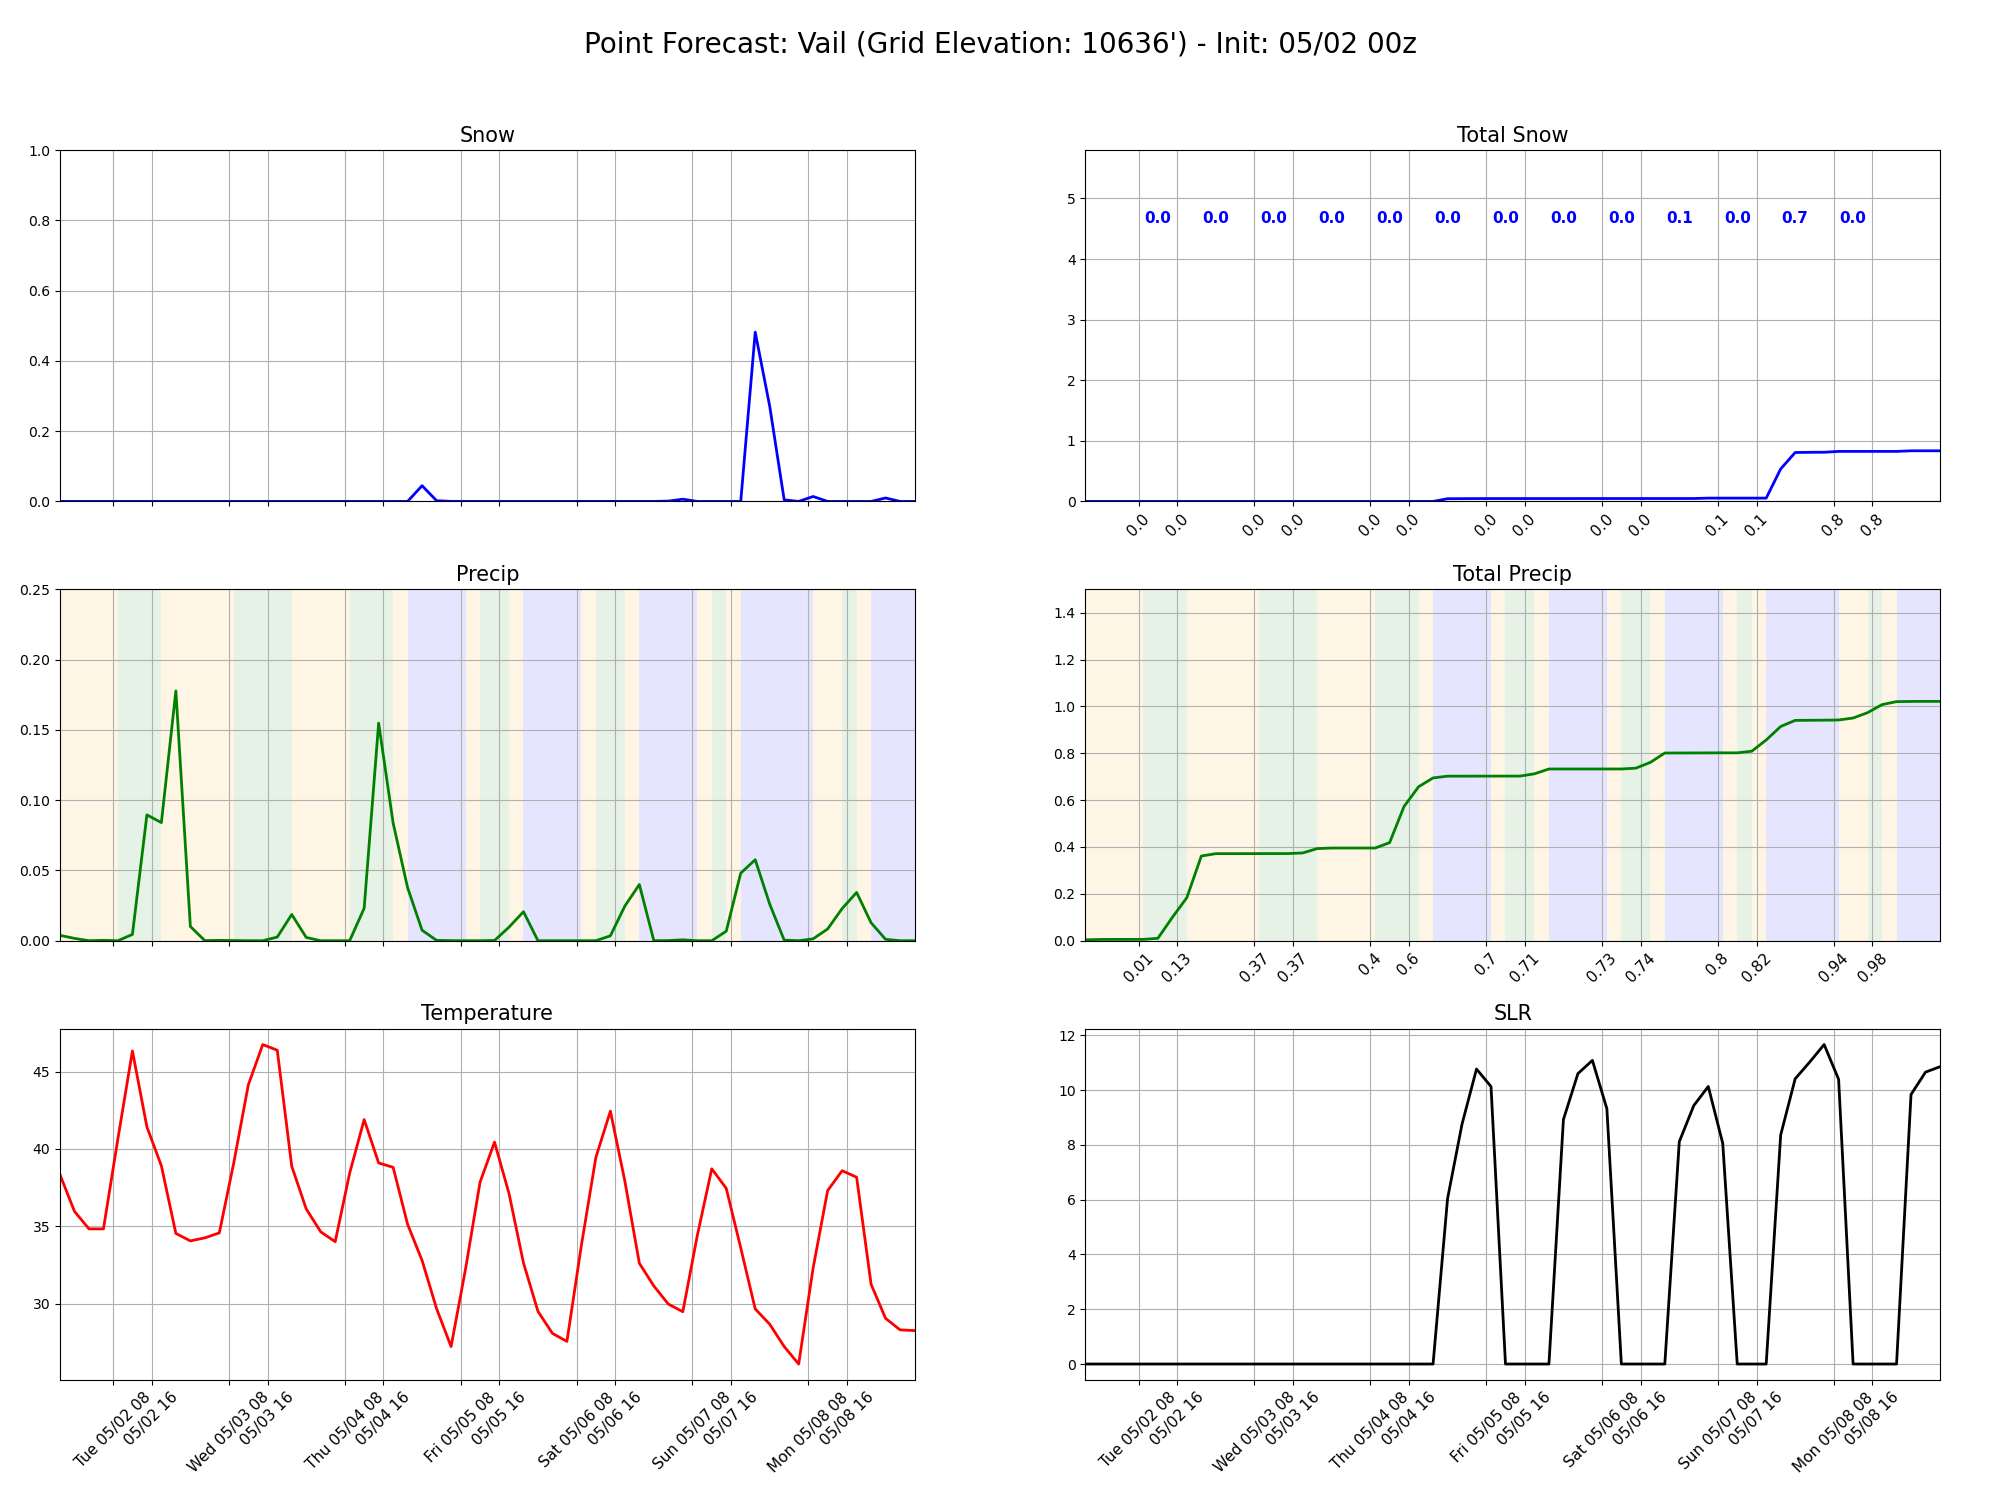 Point Forecast: Vail (Grid Elevation: 10636') - Init: 05/02 00z
Snow
1.0
0.8
0.6
0.4
0.2
0.0
Total Snow
5
4
3
2
1
0
0.0 0.0 0.0 0.0 0.0 0.0 0.0 0.0 0.0 0.1 0.0 0.7 0.0
0.0 0.0 0.0 0.0 0.0 0.0 0.0 0.0 0.0 0.0 0.1 0.1 0.8 0.8
Precip
0.25
0.20
0.15
0.10
0.05
0.00
Total Precip
1.4
1.2
1.0
0.8
0.6
0.4
0.2
0.0
0.01 0.13 0.37 0.37 0.4 0.6 0.7 0.71 0.73 0.74 0.8 0.82 0.94 0.98
Temperature
45
40
35
30
Tue 05/02 08
05/02 16
Wed 05/03 08
05/03 16
Thu 05/04 08
05/04 16
Fri 05/05 08
05/05 16
Sat 05/06 08
05/06 16
Sun 05/07 08
05/07 16
Mon 05/08 08
05/08 16
SLR
12
10
8
6
4
2
0
Tue 05/02 08
05/02 16
Wed 05/03 08
05/03 16
Thu 05/04 08
05/04 16
Fri 05/05 08
05/05 16
Sat 05/06 08
05/06 16
Sun 05/07 08
05/07 16
Mon 05/08 08
05/08 16